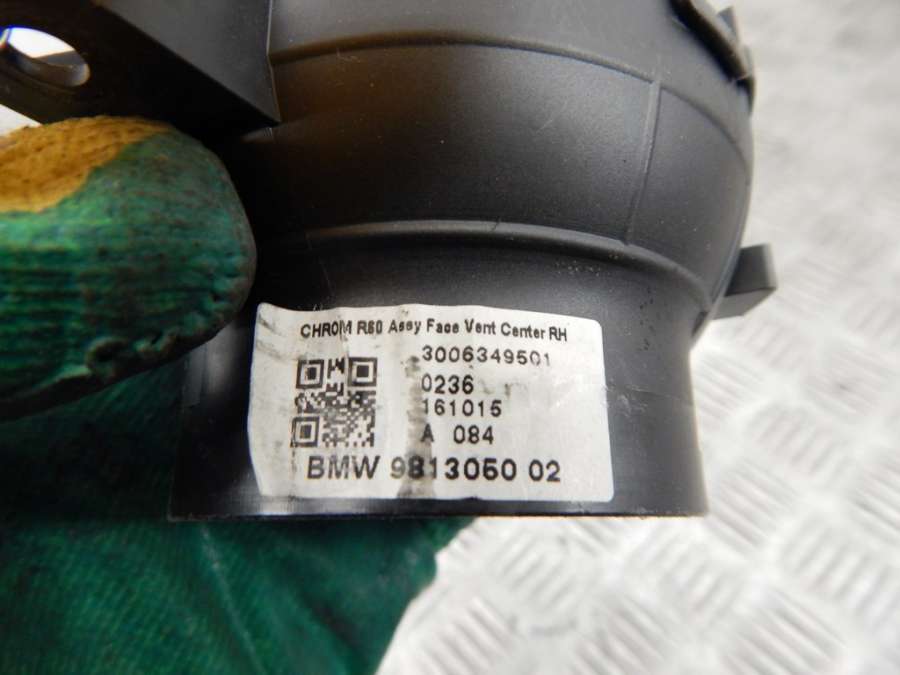 CHROM R60 Assy Face Vent Center RH
3006349501
0236
161015
A 084
BMW 9813050 02